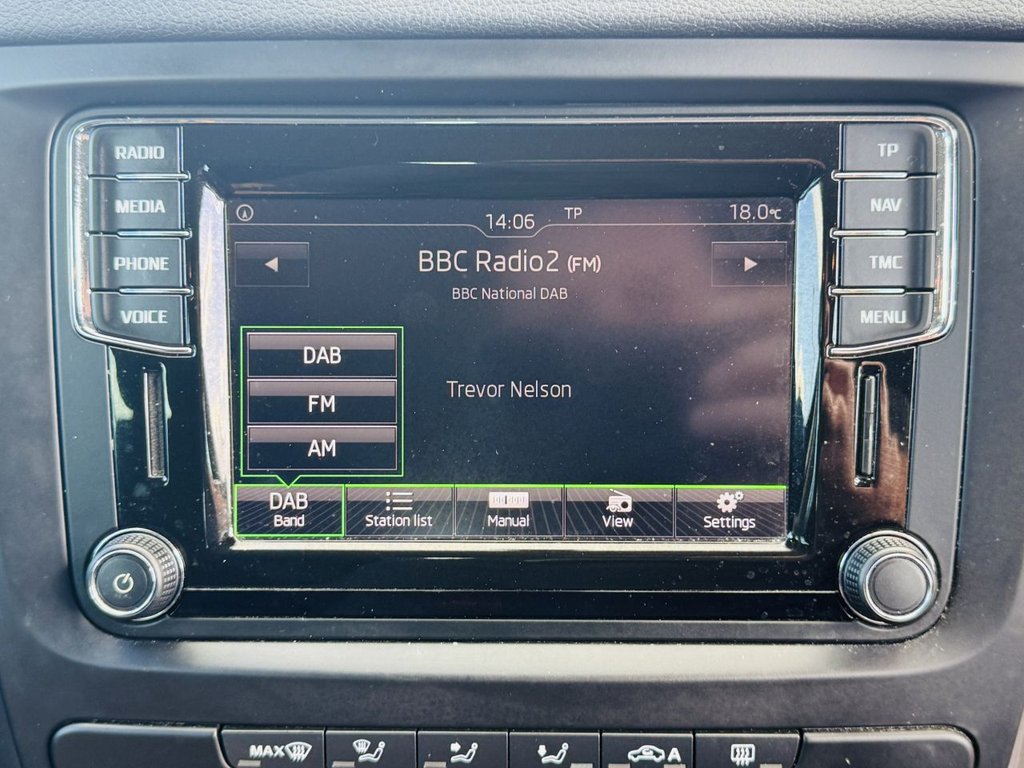 RADIO
MEDIA
PHONE
VOICE
14:06
TP
18.0°C
BBC Radio2 (FM)
BBC National DAB
DAB
FM
AM
Trevor Nelson
DAB
Band
Station list
Manual
View
Settings
TP
NAV
TMC
MENU
MAX
A